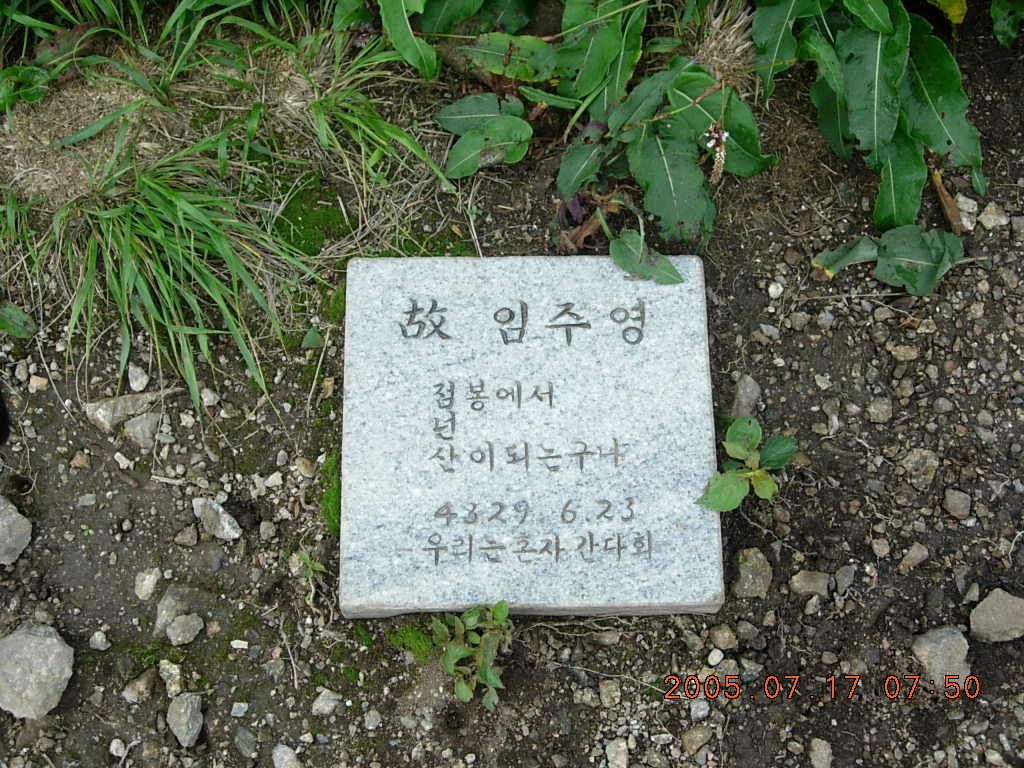 故 임주영
점봉에서
넌
산이되는구나
4329 6.23
우리는혼자간다회
2005.07.17 07:50